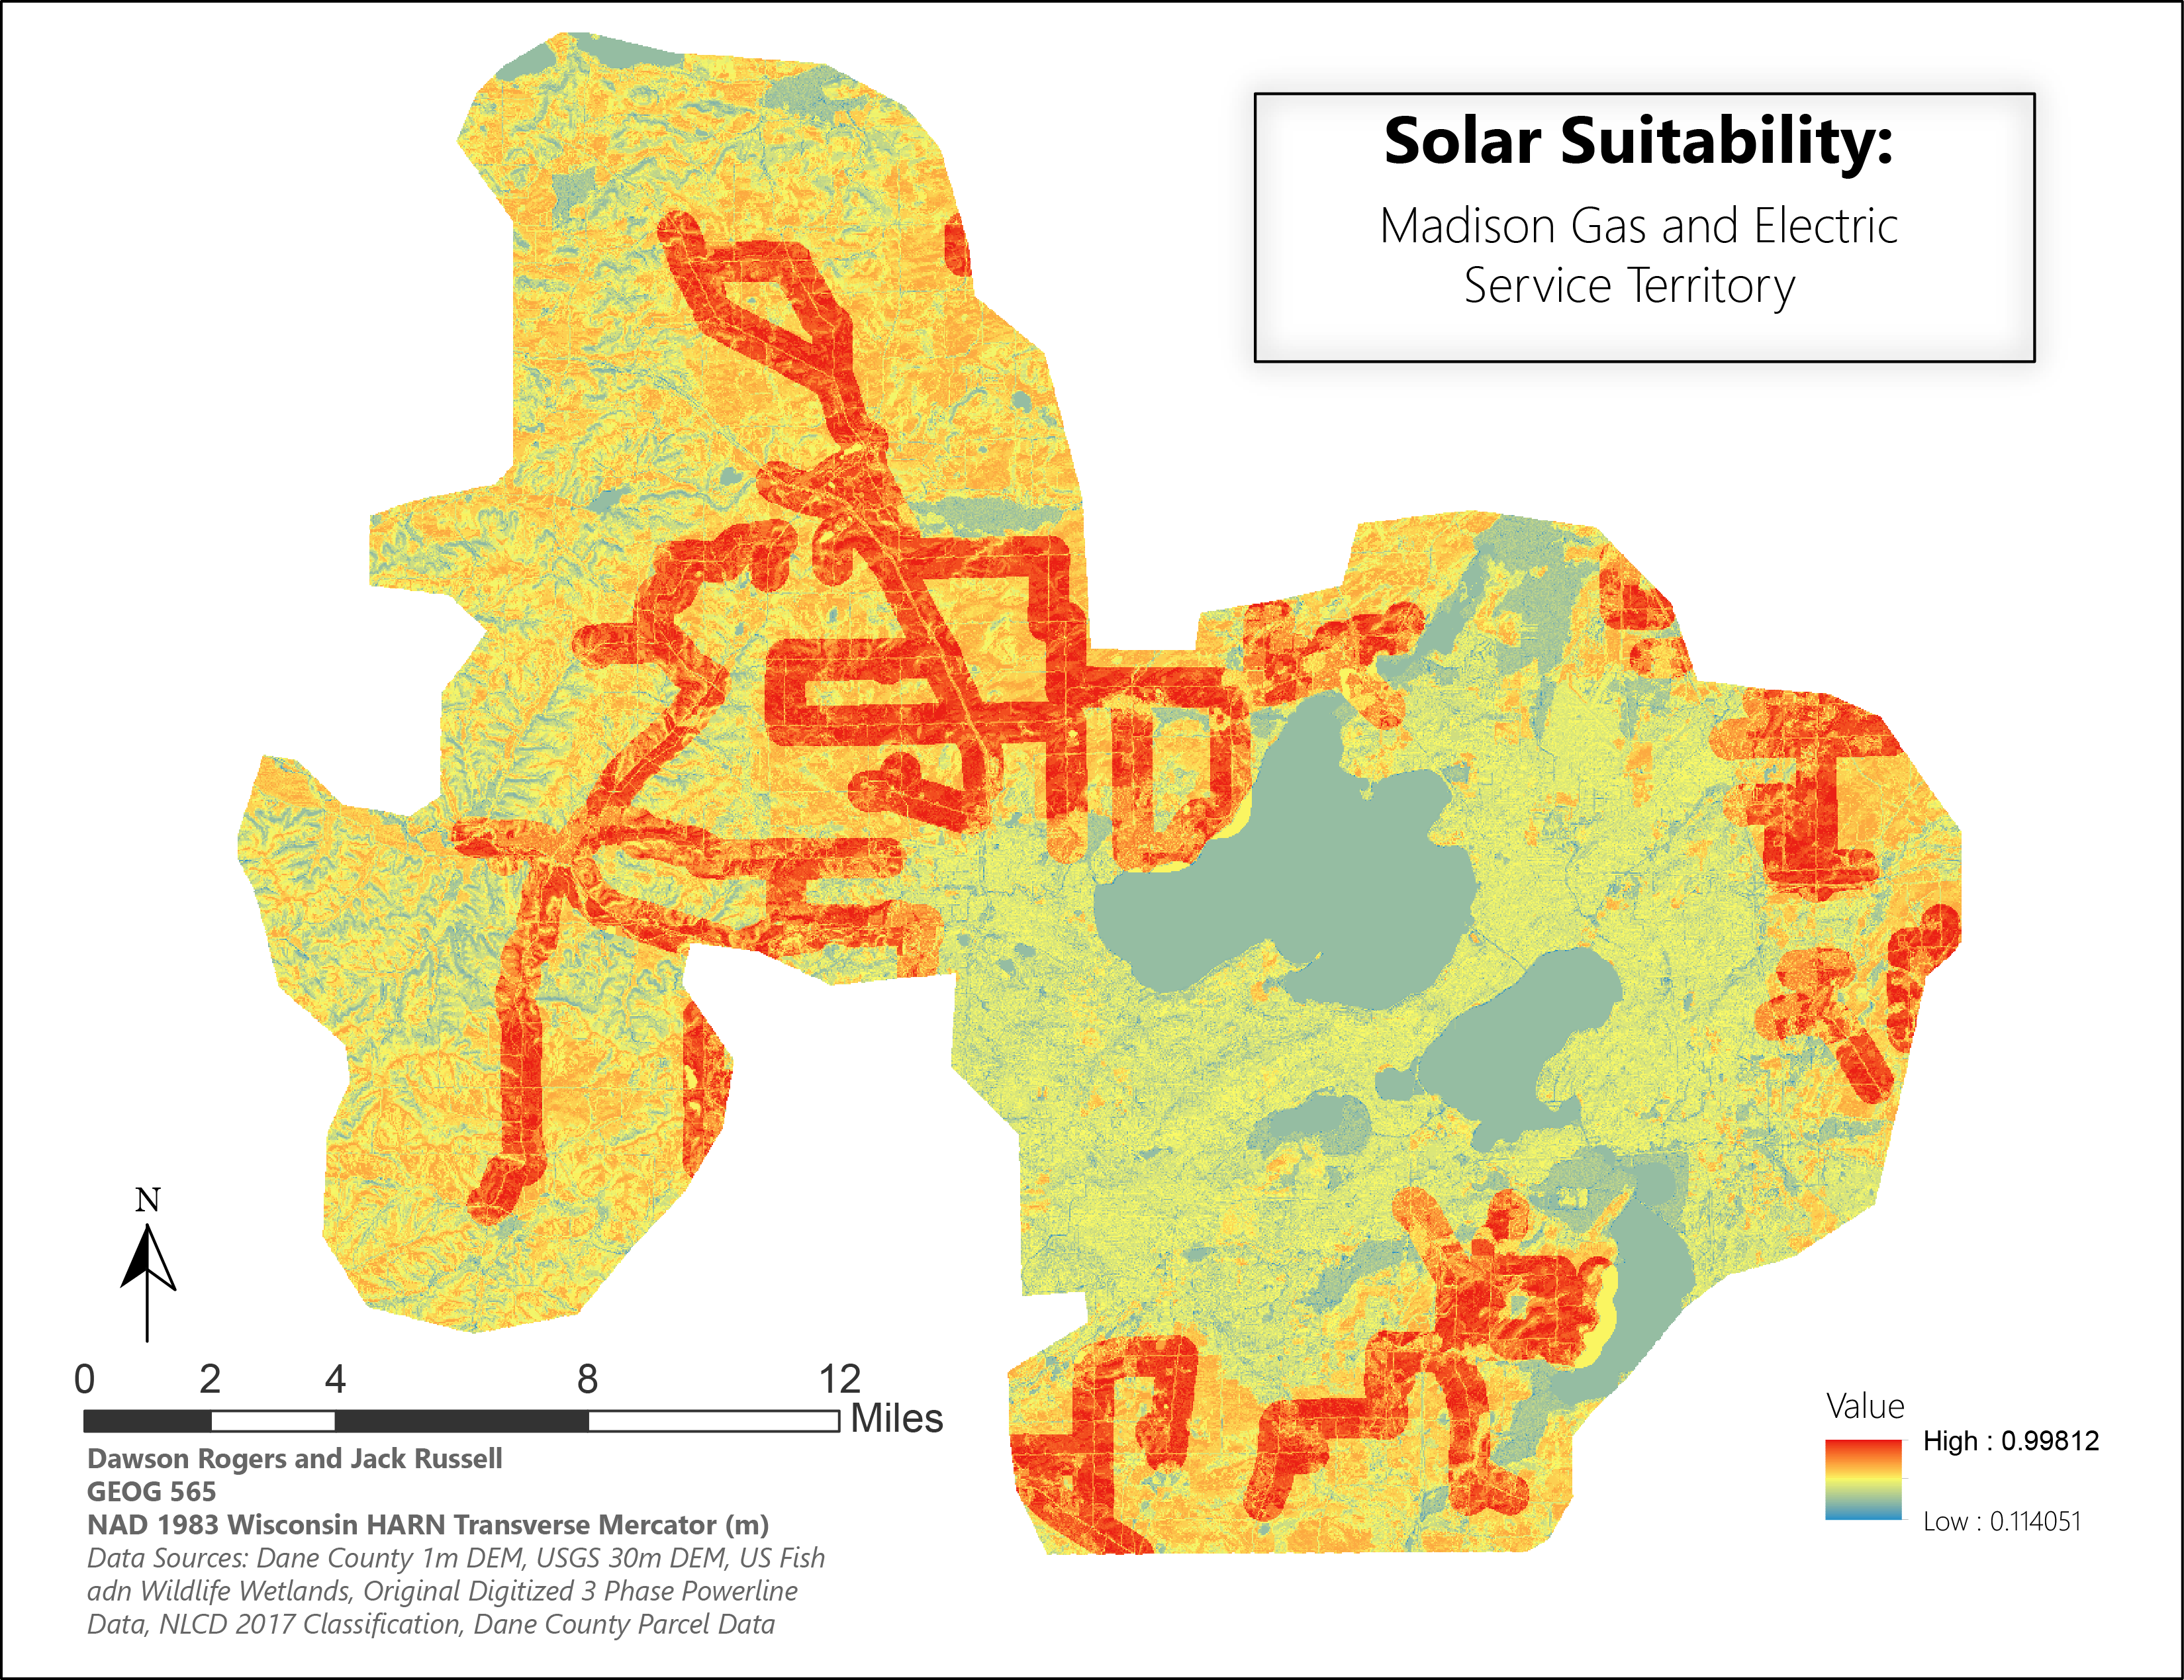 Solar Suitability:
Madison Gas and Electric
Service Territory
N
0 2 4 8 12
Miles
Dawson Rogers and Jack Russell
GEOG 565
NAD 1983 Wisconsin HARN Transverse Mercator (m)
Data Sources: Dane County 1m DEM, USGS 30m DEM, US Fish
adn Wildlife Wetlands, Original Digitized 3 Phase Powerline
Data, NLCD 2017 Classification, Dane County Parcel Data
Value
High : 0.99812
Low : 0.114051